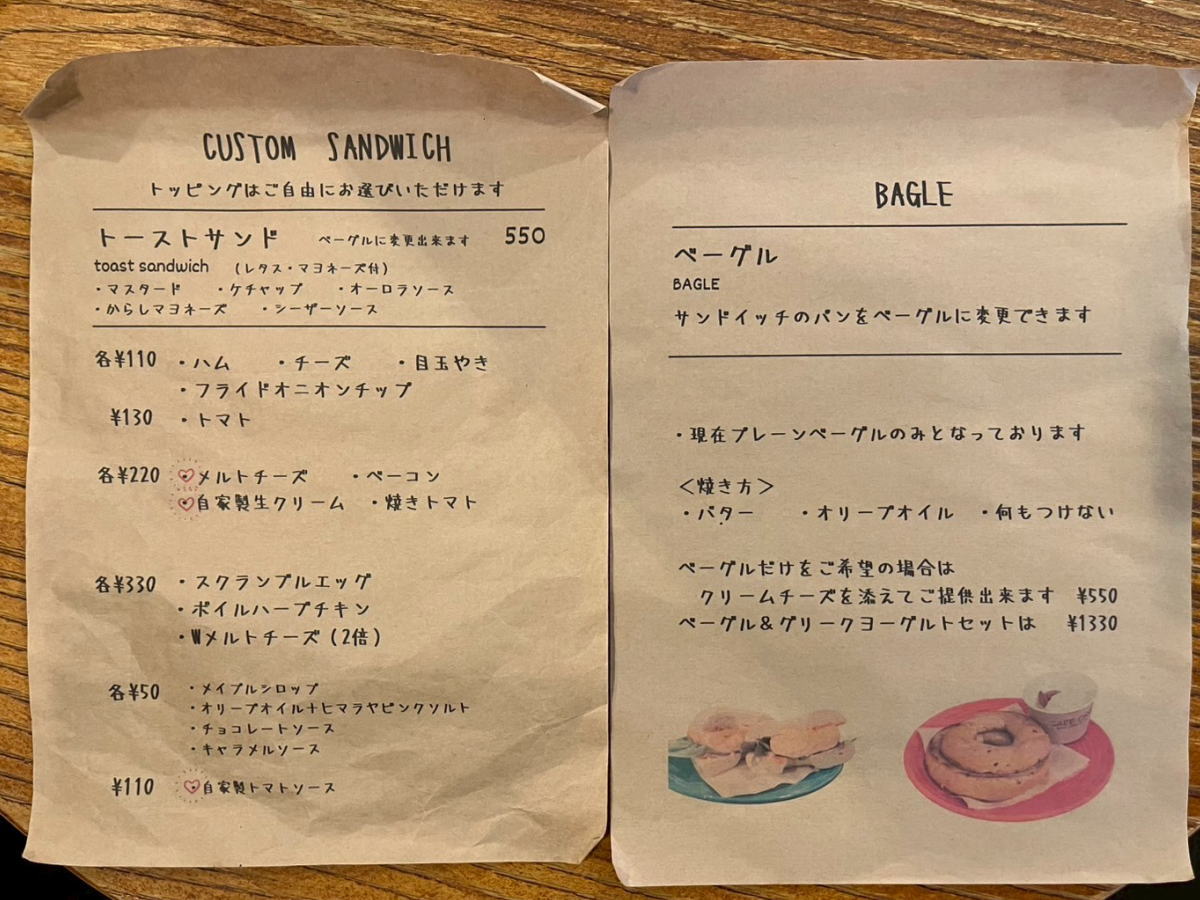 CUSTOM SANDWICH
トッピングはご自由にお選びいただけます
トーストサンド ベーグルに変更出来ます 550
toast sandwich (レタス・マヨネーズ付)
・マスタード ・ケチャップ ・オーロラソース
・からしマヨネーズ ・シーザーソース
各¥110 ・ハム ・チーズ ・目玉やき
・フライドオニオンチップ
¥130 ・トマト
各¥220 ♡メルトチーズ ・ベーコン
♡自家製生クリーム ・焼きトマト
各¥330 ・スクランブルエッグ
・ボイルハーブチキン
・Wメルトチーズ(2倍)
各¥50 ・メイプルシロップ
・オリーブオイル+ヒマラヤピンクソルト
・チョコレートソース
・キャラメルソース
¥110 ♡自家製トマトソース
BAGLE
ベーグル
BAGLE
サンドイッチのパンをベーグルに変更できます
・現在プレーンベーグルのみとなっております
<焼き方>
・バター ・オリーブオイル ・何もつけない
ベーグルだけをご希望の場合は
クリームチーズを添えてご提供出来ます ¥550
ベーグル&グリークヨーグルトセットは ¥1330